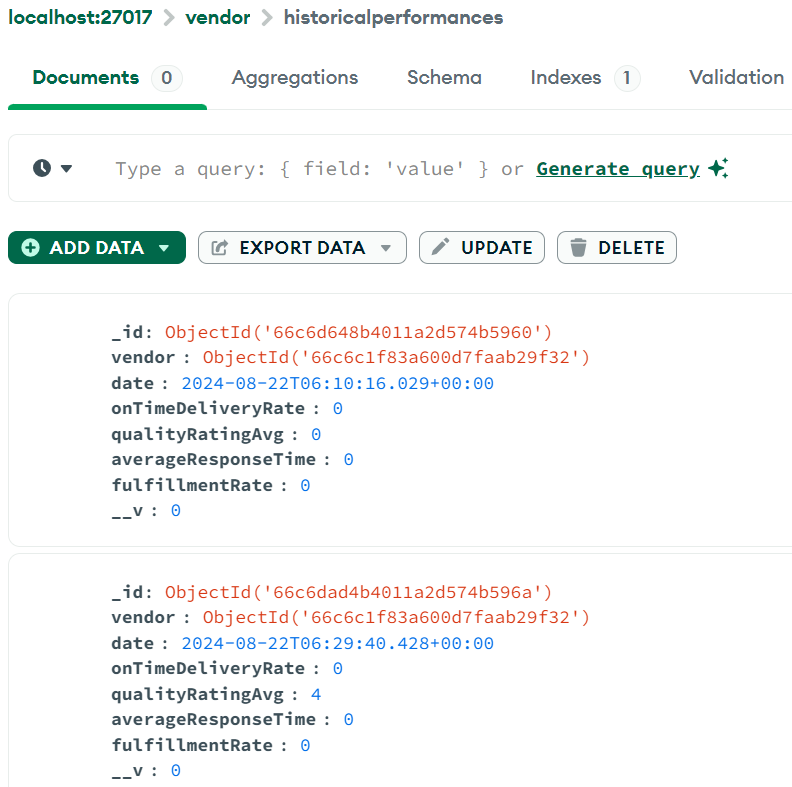 localhost:27017 > vendor > historicalperformances
Documents 0 Aggregations Schema Indexes 1 Validation
Type a query: { field: 'value' } or Generate query
ADD DATA EXPORT DATA UPDATE DELETE
_id: ObjectId('66c6d648b4011a2d574b5960')
vendor : ObjectId('66c6c1f83a600d7faab29f32')
date : 2024-08-22T06:10:16.029+00:00
onTimeDeliveryRate : 0
qualityRatingAvg : 0
averageResponseTime : 0
fulfillmentRate : 0
__v : 0
_id: ObjectId('66c6dad4b4011a2d574b596a')
vendor : ObjectId('66c6c1f83a600d7faab29f32')
date : 2024-08-22T06:29:40.428+00:00
onTimeDeliveryRate : 0
qualityRatingAvg : 4
averageResponseTime : 0
fulfillmentRate : 0
__v : 0